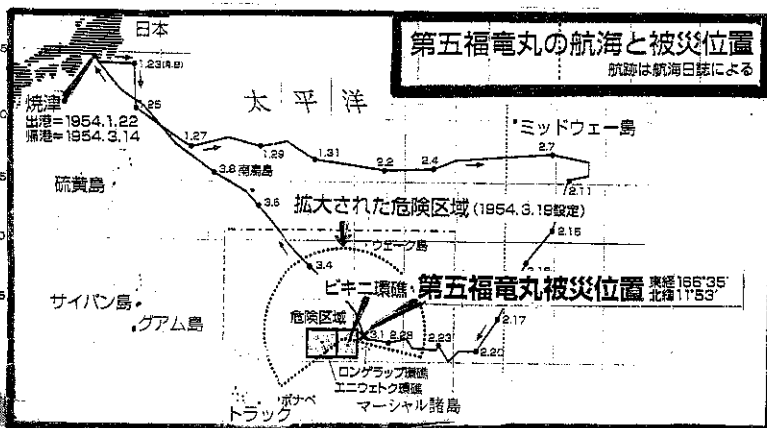 日本
第五福竜丸の航海と被災位置
航跡は航海日誌による
焼津
出港=1954.1.22
帰港=1954.3.14
太平洋
1.23
1.25
1.27
1.29
1.31
2.2
2.4
2.7
ミッドウェー島
2.11
2.15
3.8
南鳥島
硫黄島
3.6
拡大された危険区域(1954.3.19設定)
ウェーク島
3.4
ビキニ環礁
第五福竜丸被災位置
東経166°35′
北緯11°53′
サイパン島
グアム島
危険区域
3.1
2.28
2.23
2.20
2.17
ロンゲラップ環礁
エニウェトク環礁
ポナペ
トラック
マーシャル諸島